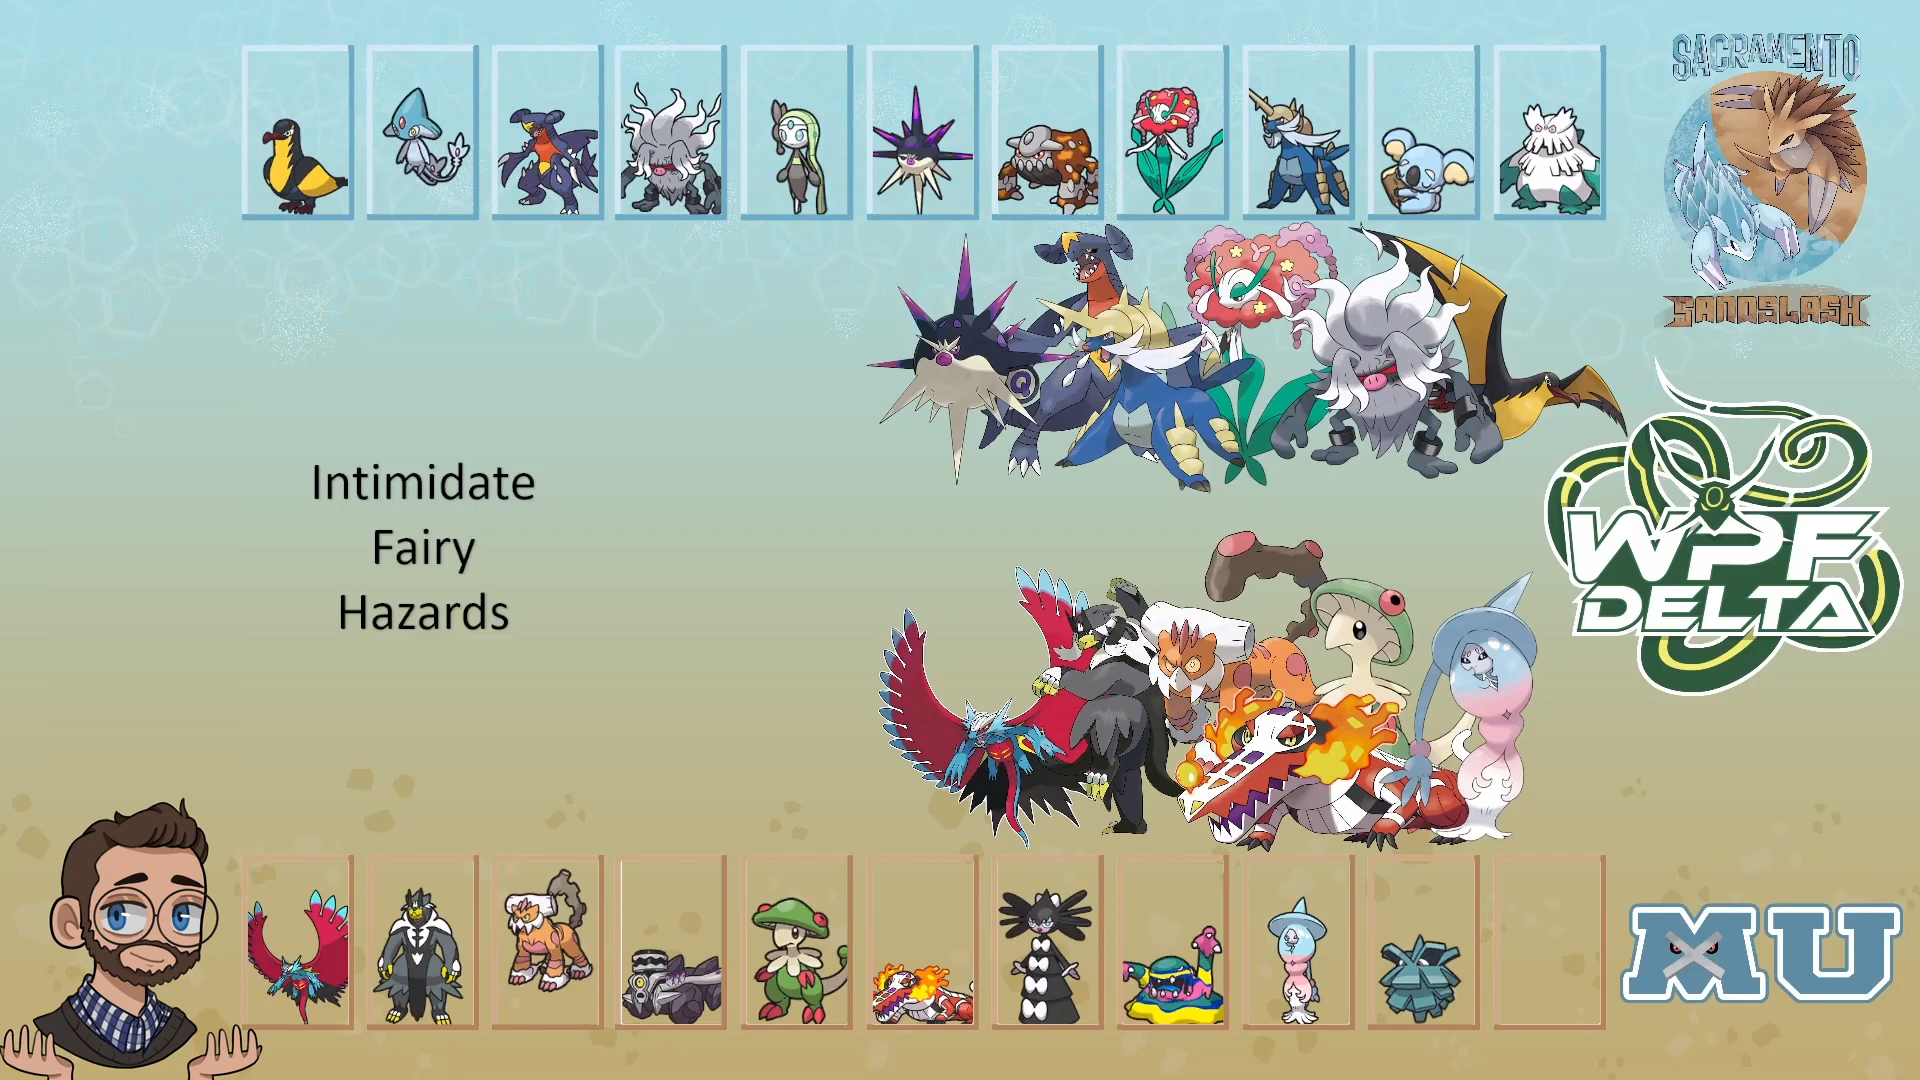 SACRAMENTO
SANDSLASH
Q
Intimidate
Fairy
Hazards
WPF
DELTA
MU